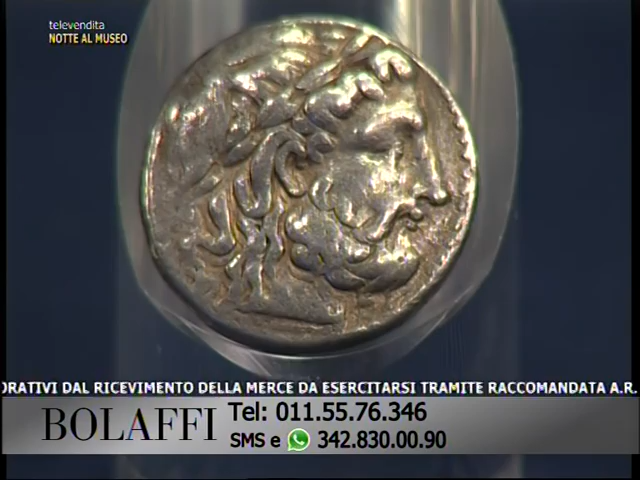 televendita
NOTTE AL MUSEO
ORATIVI DAL RICEVIMENTO DELLA MERCE DA ESERCITARSI TRAMITE RACCOMANDATA A.R.
BOLAFFI
Tel: 011.55.76.346
SMS e 342.830.00.90